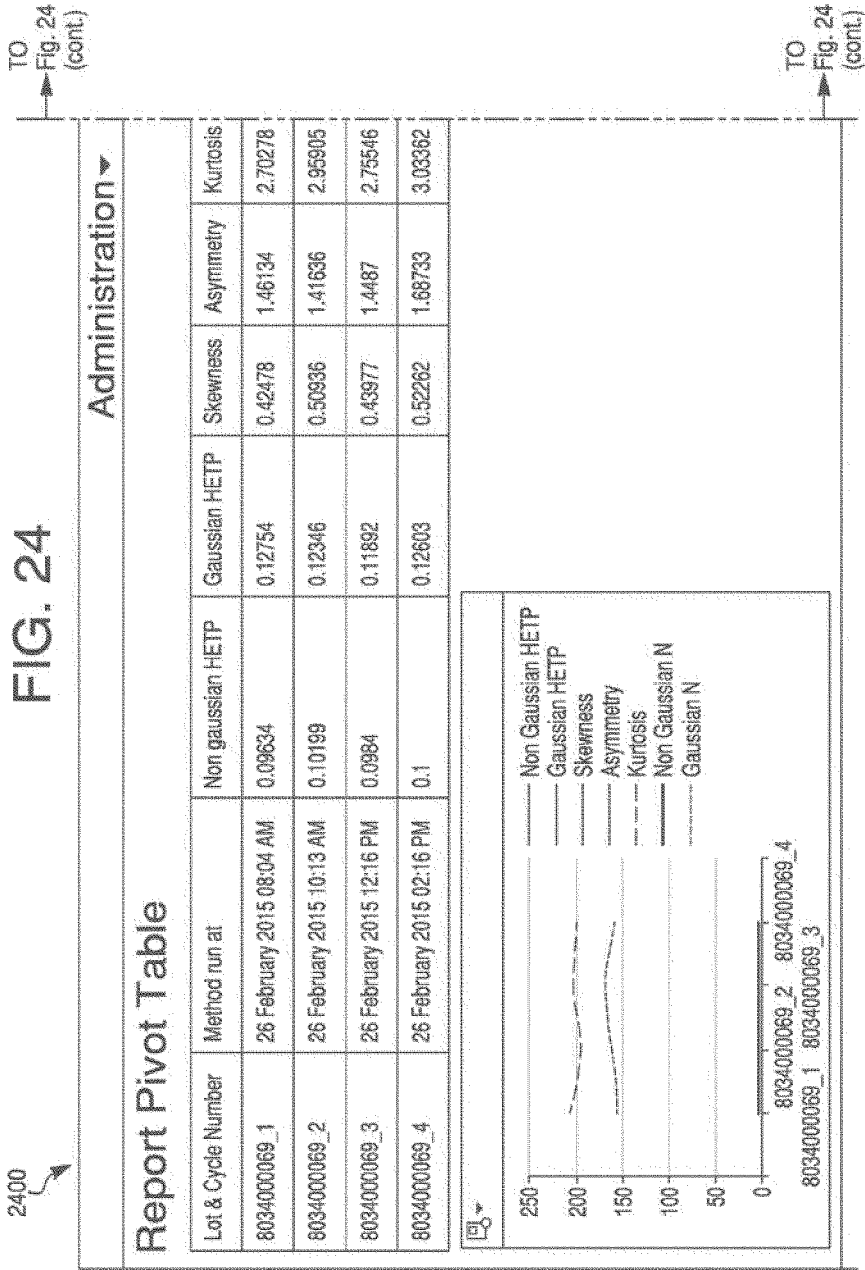 FIG. 24
2400
TO
Fig. 24
(cont.)
Administration
Report Pivot Table
Lot & Cycle Number Method run at Non gaussian HETP Gaussian HETP Skewness Asymmetry Kurtosis
8034000069_1 26 February 2015 08:04 AM 0.09634 0.12754 0.42478 1.46134 2.70278
8034000069_2 26 February 2015 10:13 AM 0.10199 0.12346 0.50936 1.41636 2.95905
8034000069_3 26 February 2015 12:16 PM 0.0984 0.11892 0.43977 1.4487 2.75546
8034000069_4 26 February 2015 02:16 PM 0.1 0.12603 0.52262 1.68733 3.03362
250
200
150
100
50
0
8034000069_1
8034000069_2
8034000069_3
8034000069_4
Non Gaussian HETP
Gaussian HETP
Skewness
Asymmetry
Kurtosis
Non Gaussian N
Gaussian N
TO
Fig. 24
(cont.)